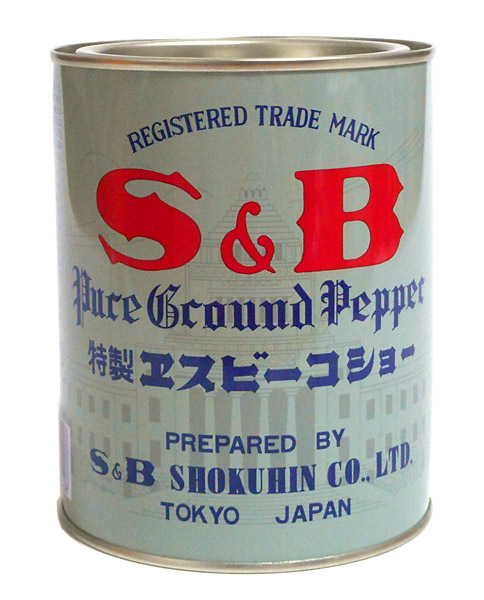 REGISTERED TRADE MARK
S&B
Pure Ground Pepper
特製ヱスビーコショー
PREPARED BY
S&B SHOKUHIN CO., LTD.
TOKYO JAPAN